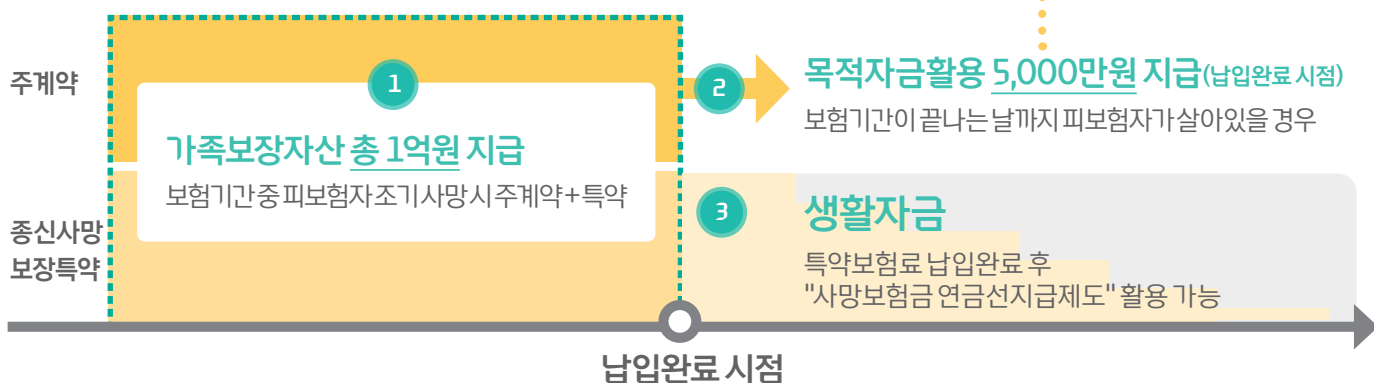 주계약
1
가족보장자산 총 1억원 지급
보험기간 중 피보험자 조기 사망 시 주계약+특약
2
목적자금활용 5,000만원 지급(납입완료 시점)
보험기간이 끝나는 날까지 피보험자가 살아있을 경우
종신사망
보장특약
3
생활자금
특약보험료 납입완료 후
"사망보험금 연금선지급제도" 활용 가능
납입완료 시점